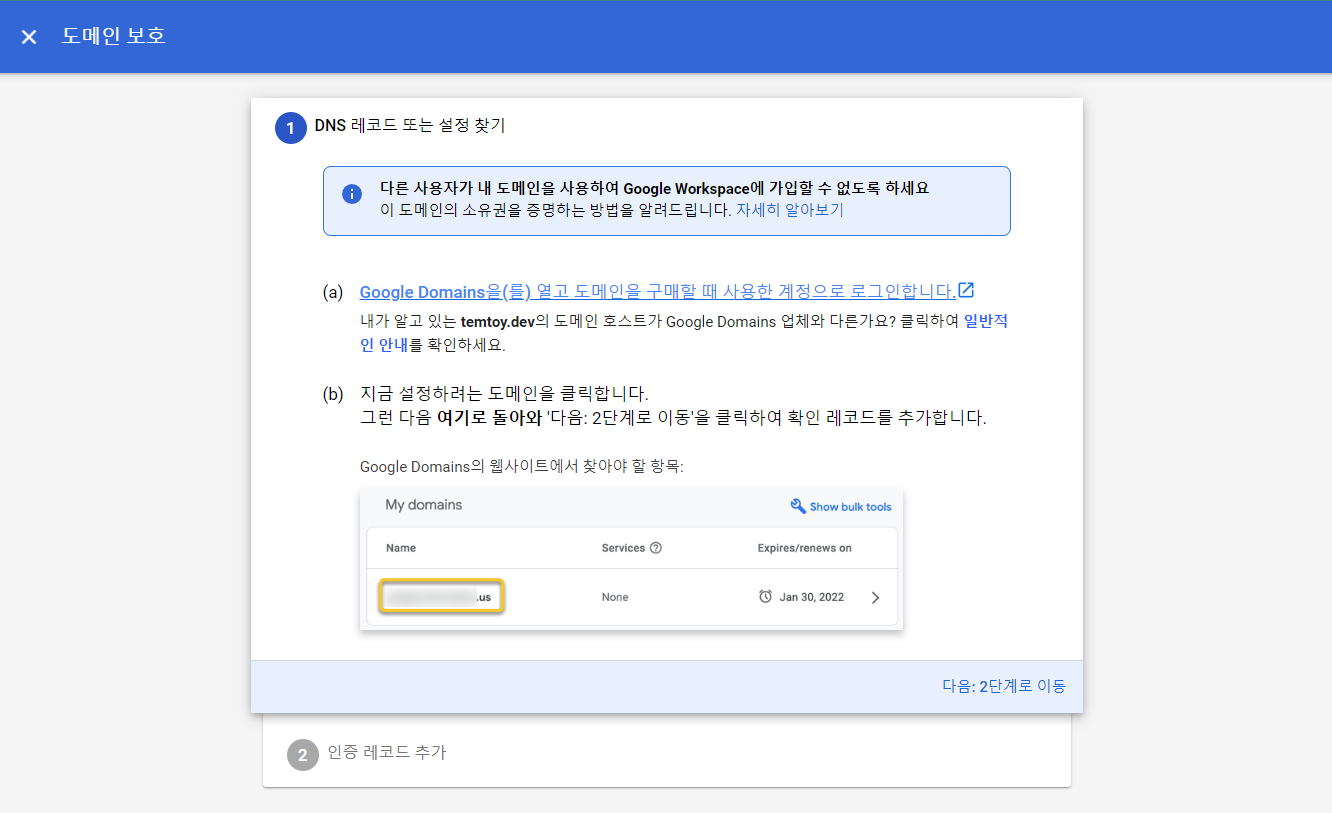 도메인 보호
1 DNS 레코드 또는 설정 찾기
다른 사용자가 내 도메인을 사용하여 Google Workspace에 가입할 수 없도록 하세요
이 도메인의 소유권을 증명하는 방법을 알려드립니다. 자세히 알아보기
(a) Google Domains을(를) 열고 도메인을 구매할 때 사용한 계정으로 로그인합니다.
내가 알고 있는 temtoy.dev의 도메인 호스트가 Google Domains 업체와 다른가요? 클릭하여 일반적
인 안내를 확인하세요.
(b) 지금 설정하려는 도메인을 클릭합니다.
그런 다음 여기로 돌아와 '다음: 2단계로 이동'을 클릭하여 확인 레코드를 추가합니다.
Google Domains의 웹사이트에서 찾아야 할 항목:
My domains Show bulk tools
Name Services Expires/renews on
.us None Jan 30, 2022
다음: 2단계로 이동
2 인증 레코드 추가